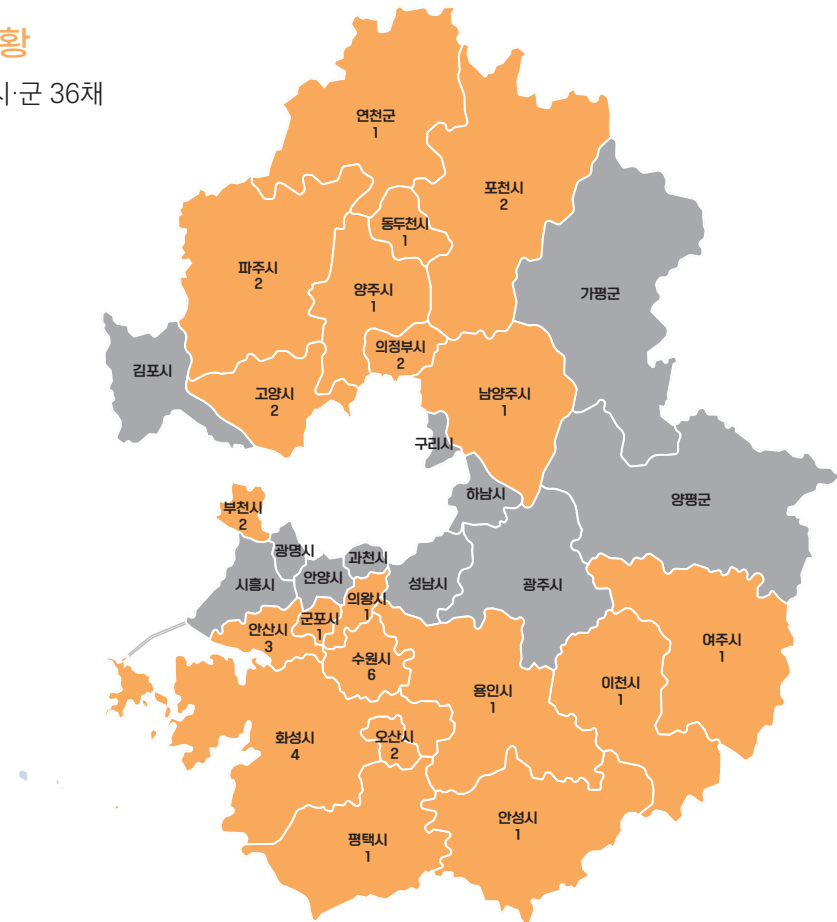 황
시·군 36채
연천군
1
포천시
2
동두천시
1
파주시
2
가평군
양주시
1
의정부시
2
김포시
고양시
2
남양주시
1
구리시
하남시
양평군
부천시
2
광명시
과천시
안양시
시흥시
성남시
광주시
의왕시
1
군포시
1
안산시
3
여주시
1
수원시
6
이천시
1
용인시
1
화성시
4
오산시
2
안성시
1
평택시
1